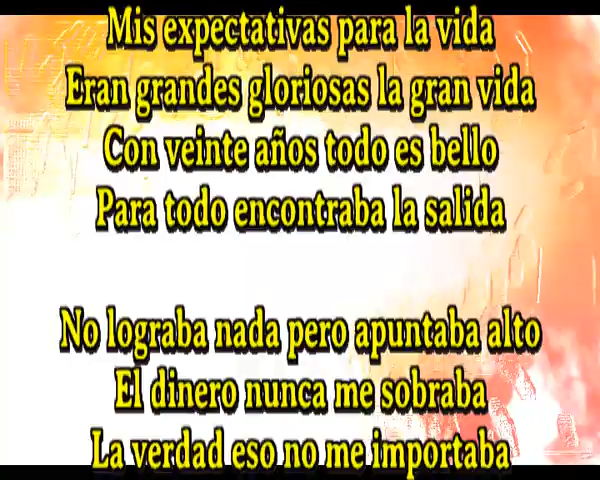 Mis expectativas para la vida
Eran grandes gloriosas la gran vida
Con veinte años todo es bello
Para todo encontraba la salida
No lograba nada pero apuntaba alto
El dinero nunca me sobraba
La verdad eso no me importaba